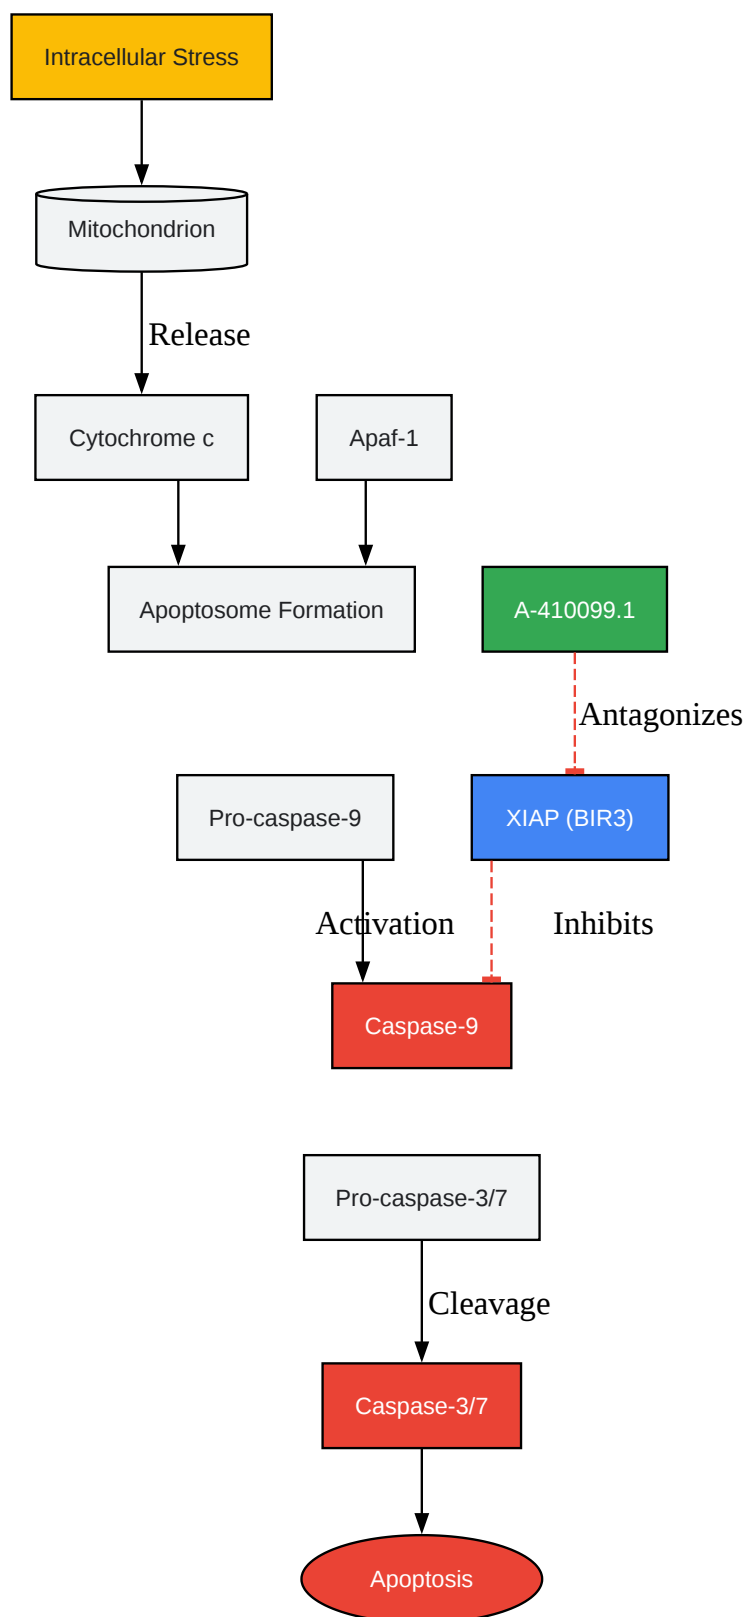 Intracellular Stress
Mitochondrion
Release
Cytochrome c
Apaf-1
Apoptosome Formation
A-410099.1
Antagonizes
Pro-caspase-9
XIAP (BIR3)
Activation
Inhibits
Caspase-9
Pro-caspase-3/7
Cleavage
Caspase-3/7
Apoptosis